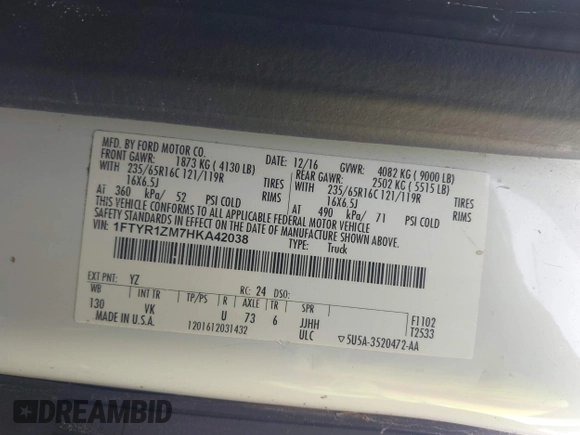 MFD. BY FORD MOTOR CO.
DATE: 12/16 GVWR: 4082 KG ( 9000 LB)
FRONT GAWR: 1873 KG ( 4130 LB) REAR GAWR: 2502 KG ( 5515 LB)
WITH 235/65R16C 121/119R TIRES WITH 235/65R16C 121/119R TIRES
16X6.5J RIMS 16X6.5J RIMS
AT 360 kPa/ 52 PSI COLD AT 490 kPa/ 71 PSI COLD
THIS VEHICLE CONFORMS TO ALL APPLICABLE FEDERAL MOTOR VEHICLE
SAFETY STANDARDS IN EFFECT ON THE DATE OF MANUFACTURE SHOWN ABOVE.
VIN: 1FTYR1ZM7HKA42038
TYPE: Truck
EXT PNT: YZ RC: 24 DSO:
WB INT TR TP/PS R AXLE TR SPR
130 VK U 73 6 JJHH F1102
MADE IN U.S.A. 1201612031432 ULC T2533
▽5U5A-3520472-AA
DREAMBID